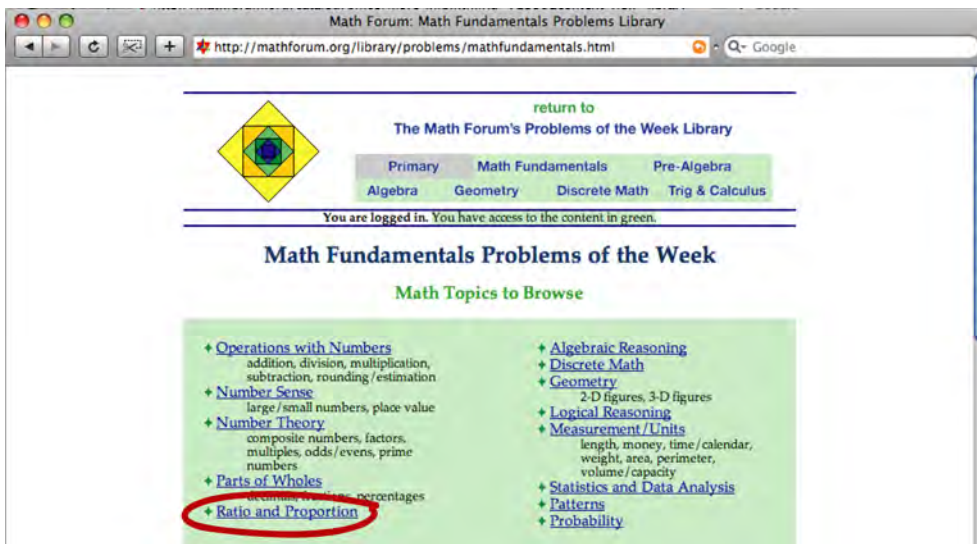 Math Forum: Math Fundamentals Problems Library
http://mathforum.org/library/problems/mathfundamentals.html
Google
return to
The Math Forum's Problems of the Week Library
Primary Math Fundamentals Pre-Algebra
Algebra Geometry Discrete Math Trig & Calculus
You are logged in. You have access to the content in green.
Math Fundamentals Problems of the Week
Math Topics to Browse
Operations with Numbers
addition, division, multiplication,
subtraction, rounding/estimation
Number Sense
large/small numbers, place value
Number Theory
composite numbers, factors,
multiples, odds/evens, prime
numbers
Parts of Wholes
decimals, fractions, percentages
Ratio and Proportion
Algebraic Reasoning
Discrete Math
Geometry
2-D figures, 3-D figures
Logical Reasoning
Measurement/Units
length, money, time/calendar,
weight, area, perimeter,
volume/capacity
Statistics and Data Analysis
Patterns
Probability